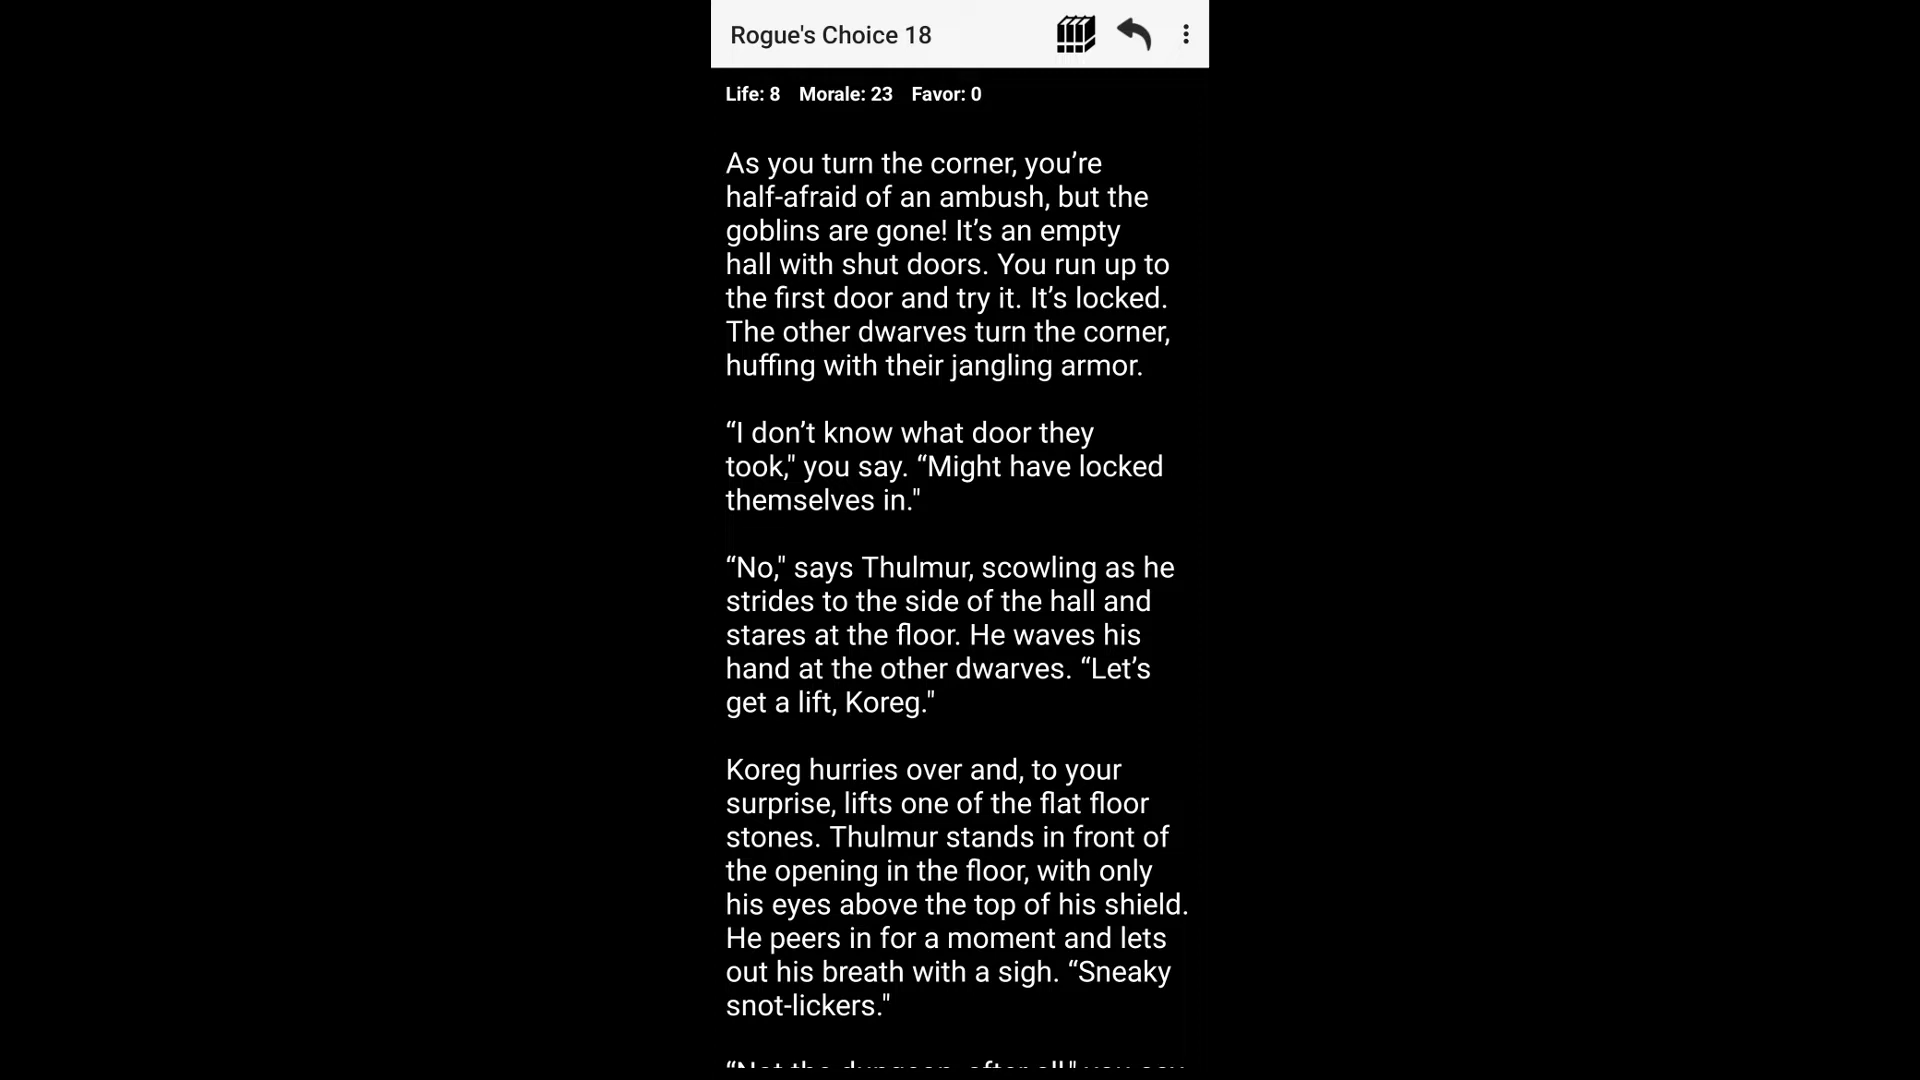 Rogue's Choice 18
Life: 8 Morale: 23 Favor: 0
As you turn the corner, you’re
half-afraid of an ambush, but the
goblins are gone! It’s an empty
hall with shut doors. You run up to
the first door and try it. It’s locked.
The other dwarves turn the corner,
huffing with their jangling armor.
“I don’t know what door they
took," you say. “Might have locked
themselves in."
“No," says Thulmur, scowling as he
strides to the side of the hall and
stares at the floor. He waves his
hand at the other dwarves. “Let’s
get a lift, Koreg."
Koreg hurries over and, to your
surprise, lifts one of the flat floor
stones. Thulmur stands in front of
the opening in the floor, with only
his eyes above the top of his shield.
He peers in for a moment and lets
out his breath with a sigh. “Sneaky
snot-lickers."
“Not the dungeon, after all," you say